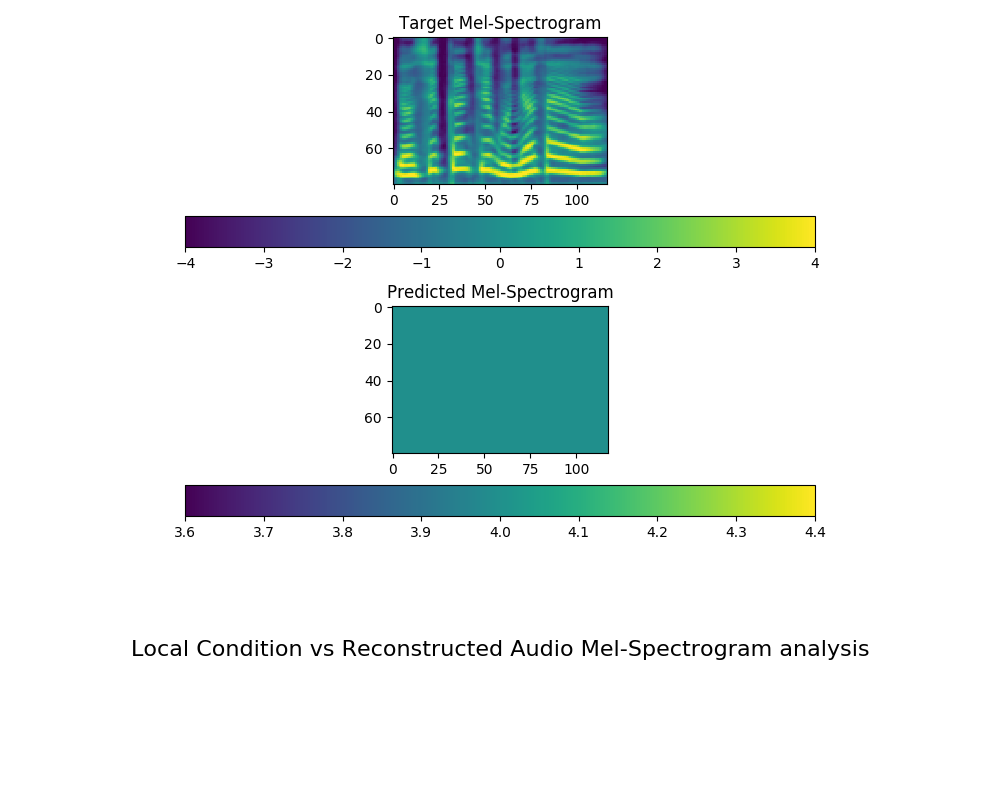 Target Mel-Spectrogram
0
20
40
60
0 25 50 75 100
−4 −3 −2 −1 0 1 2 3 4
Predicted Mel-Spectrogram
0
20
40
60
0 25 50 75 100
3.6 3.7 3.8 3.9 4.0 4.1 4.2 4.3 4.4
Local Condition vs Reconstructed Audio Mel-Spectrogram analysis